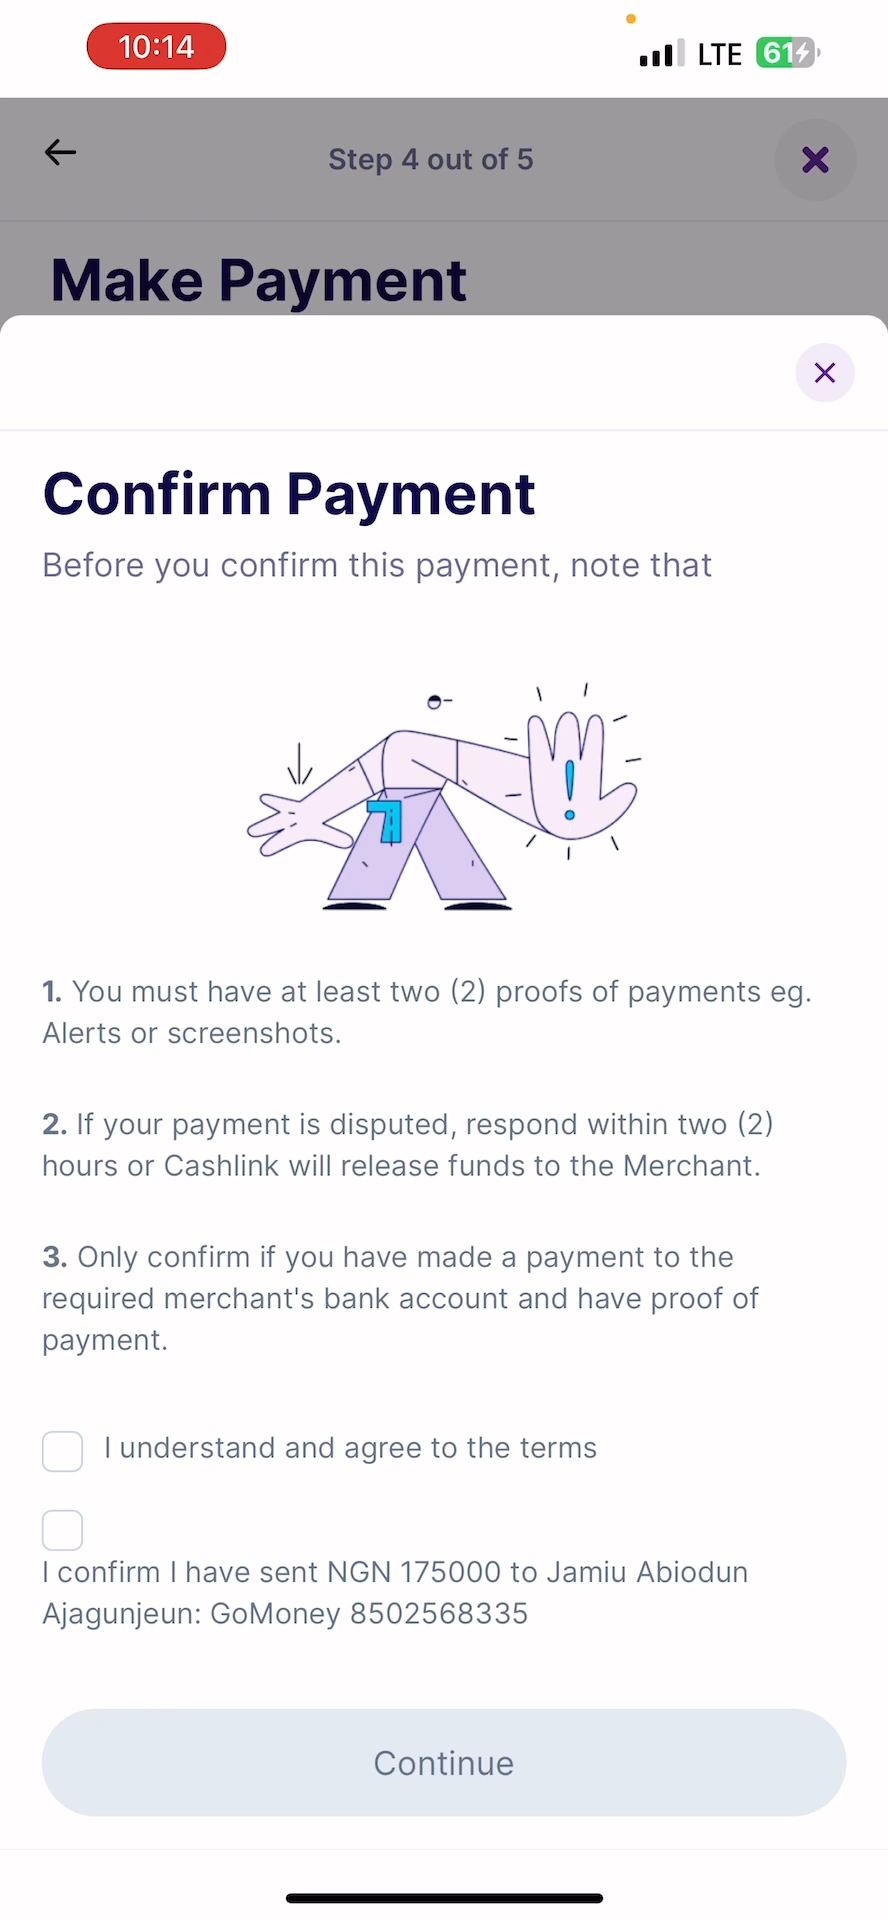 10:14
LTE 61
Step 4 out of 5
Make Payment
Confirm Payment
Before you confirm this payment, note that
1. You must have at least two (2) proofs of payments eg.
Alerts or screenshots.
2. If your payment is disputed, respond within two (2)
hours or Cashlink will release funds to the Merchant.
3. Only confirm if you have made a payment to the
required merchant's bank account and have proof of
payment.
I understand and agree to the terms
I confirm I have sent NGN 175000 to Jamiu Abiodun
Ajagunjeun: GoMoney 8502568335
Continue